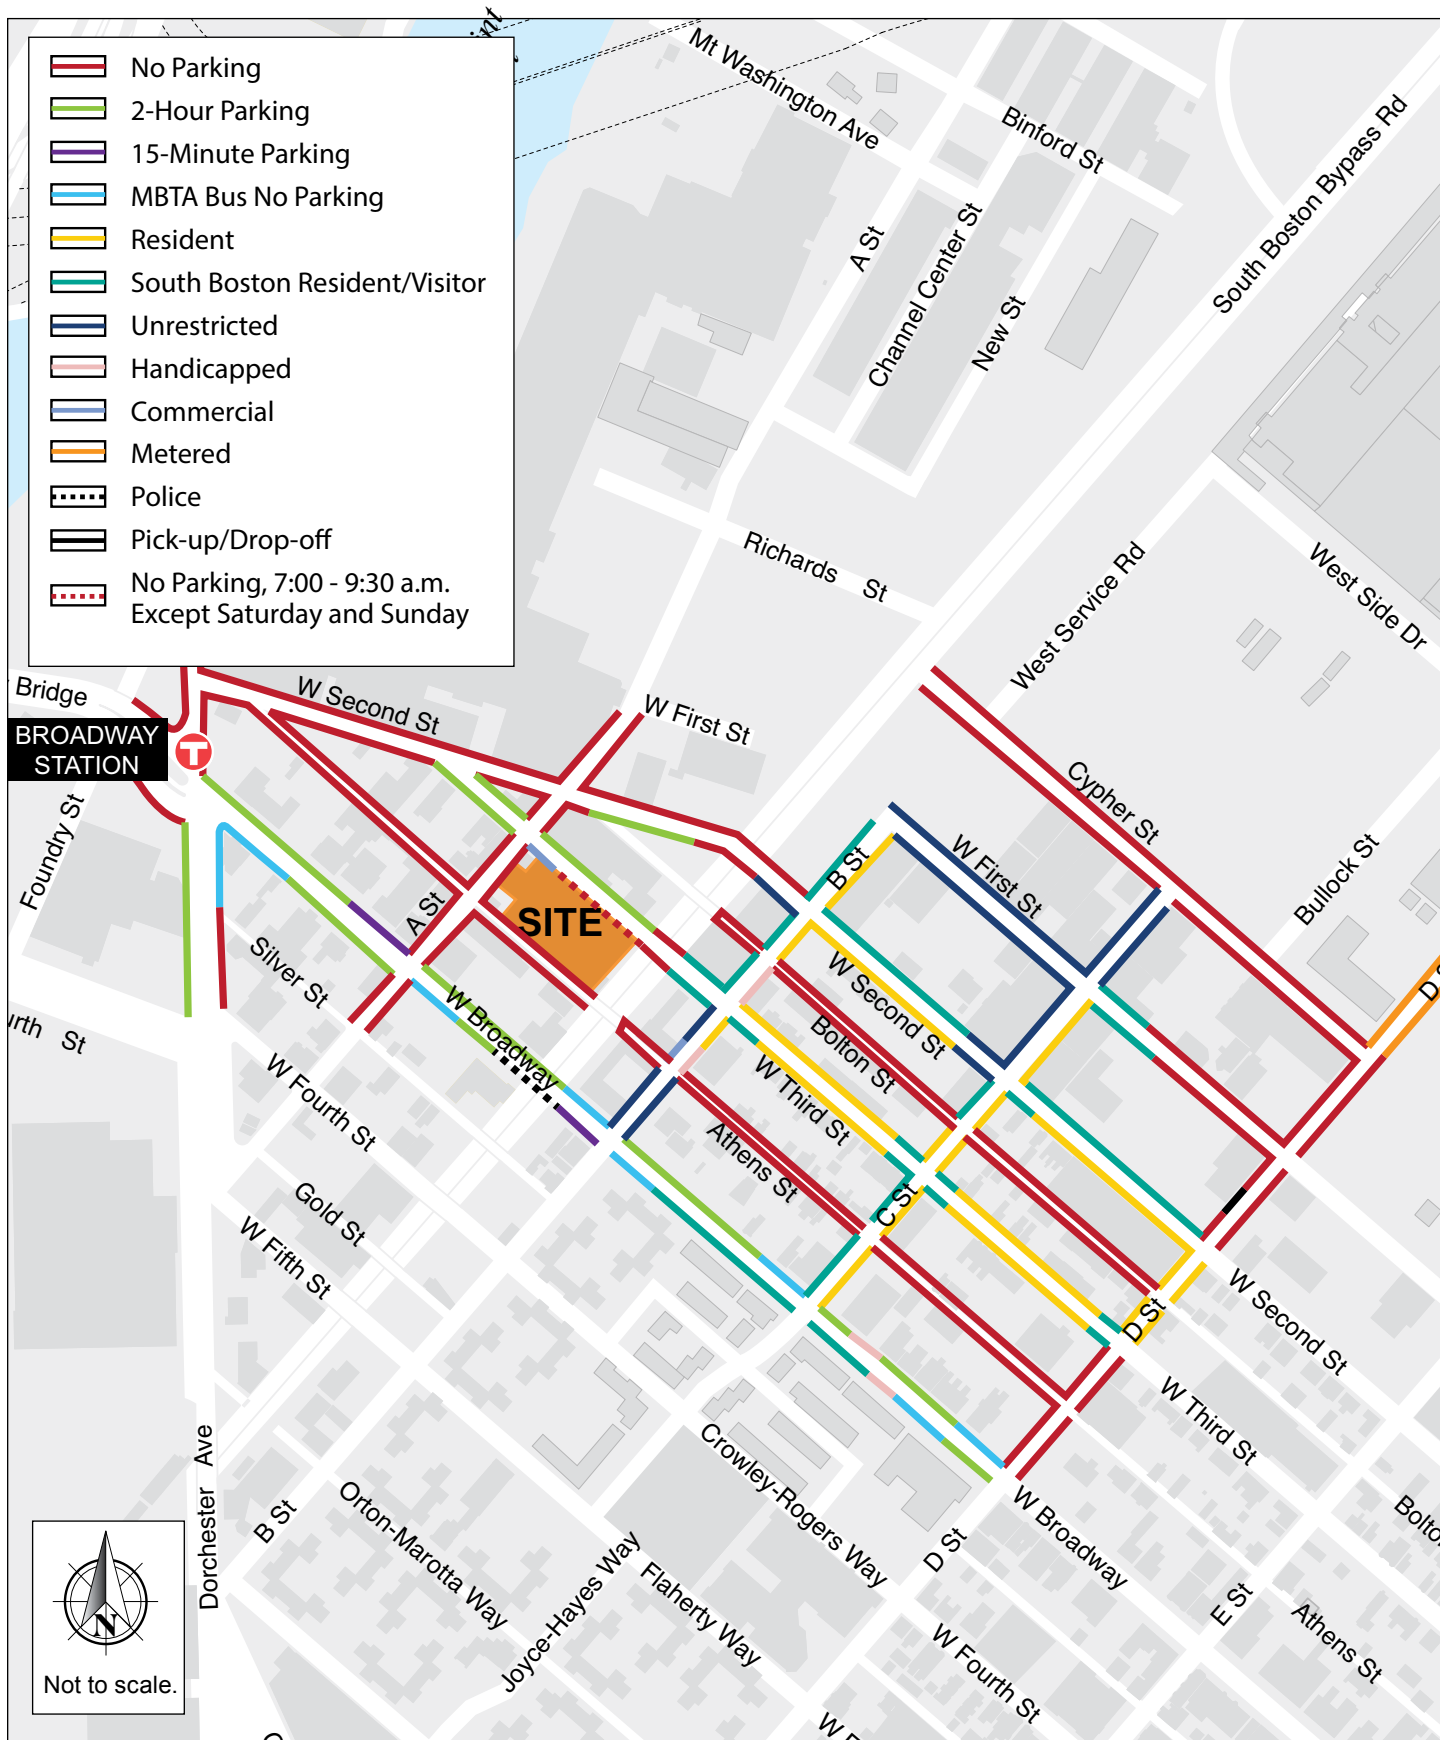 No Parking
2-Hour Parking
15-Minute Parking
MBTA Bus No Parking
Resident
South Boston Resident/Visitor
Unrestricted
Handicapped
Commercial
Metered
Police
Pick-up/Drop-off
No Parking, 7:00 - 9:30 a.m.
Except Saturday and Sunday
Mt Washington Ave
Binford St
South Boston Bypass Rd
A St
Channel Center St
New St
Richards St
West Service Rd
West Side Dr
Bridge
W Second St
W First St
BROADWAY
STATION
T
Cypher St
Foundry St
B St
W First St
Bullock St
A St
SITE
Silver St
W Broadway
W Second St
Bolton St
D S
urth St
W Fourth St
W Third St
Athens St
C St
Gold St
W Fifth St
D St
W Second St
W Third St
Dorchester Ave
B St
Orton-Marotta Way
Crowley-Rogers Way
W Broadway
Bolto
D St
Joyce-Hayes Way
Flaherty Way
E St
Athens St
W Fourth St
N
Not to scale.